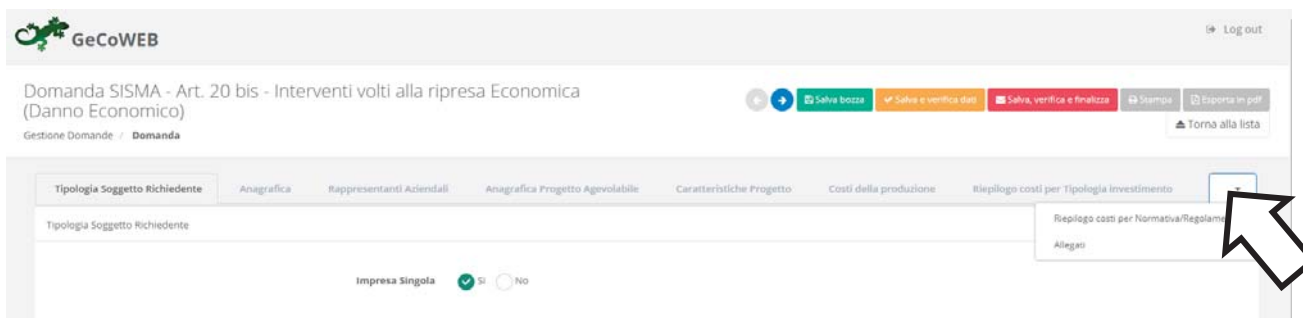 GeCoWEB
Log out
Domanda SISMA - Art. 20 bis - Interventi volti alla ripresa Economica
(Danno Economico)
Salva bozza
Salva e verifica dati
Salva, verifica e finalizza
Stampa
Esporta in pdf
Gestione Domande / Domanda
Torna alla lista
Tipologia Soggetto Richiedente
Anagrafica
Rappresentanti Aziendali
Anagrafica Progetto Agevolabile
Caratteristiche Progetto
Costi della produzione
Riepilogo costi per Tipologia investimento
Tipologia Soggetto Richiedente
Riepilogo costi per Normativa/Regolame
Allegati
Impresa Singola
Si
No